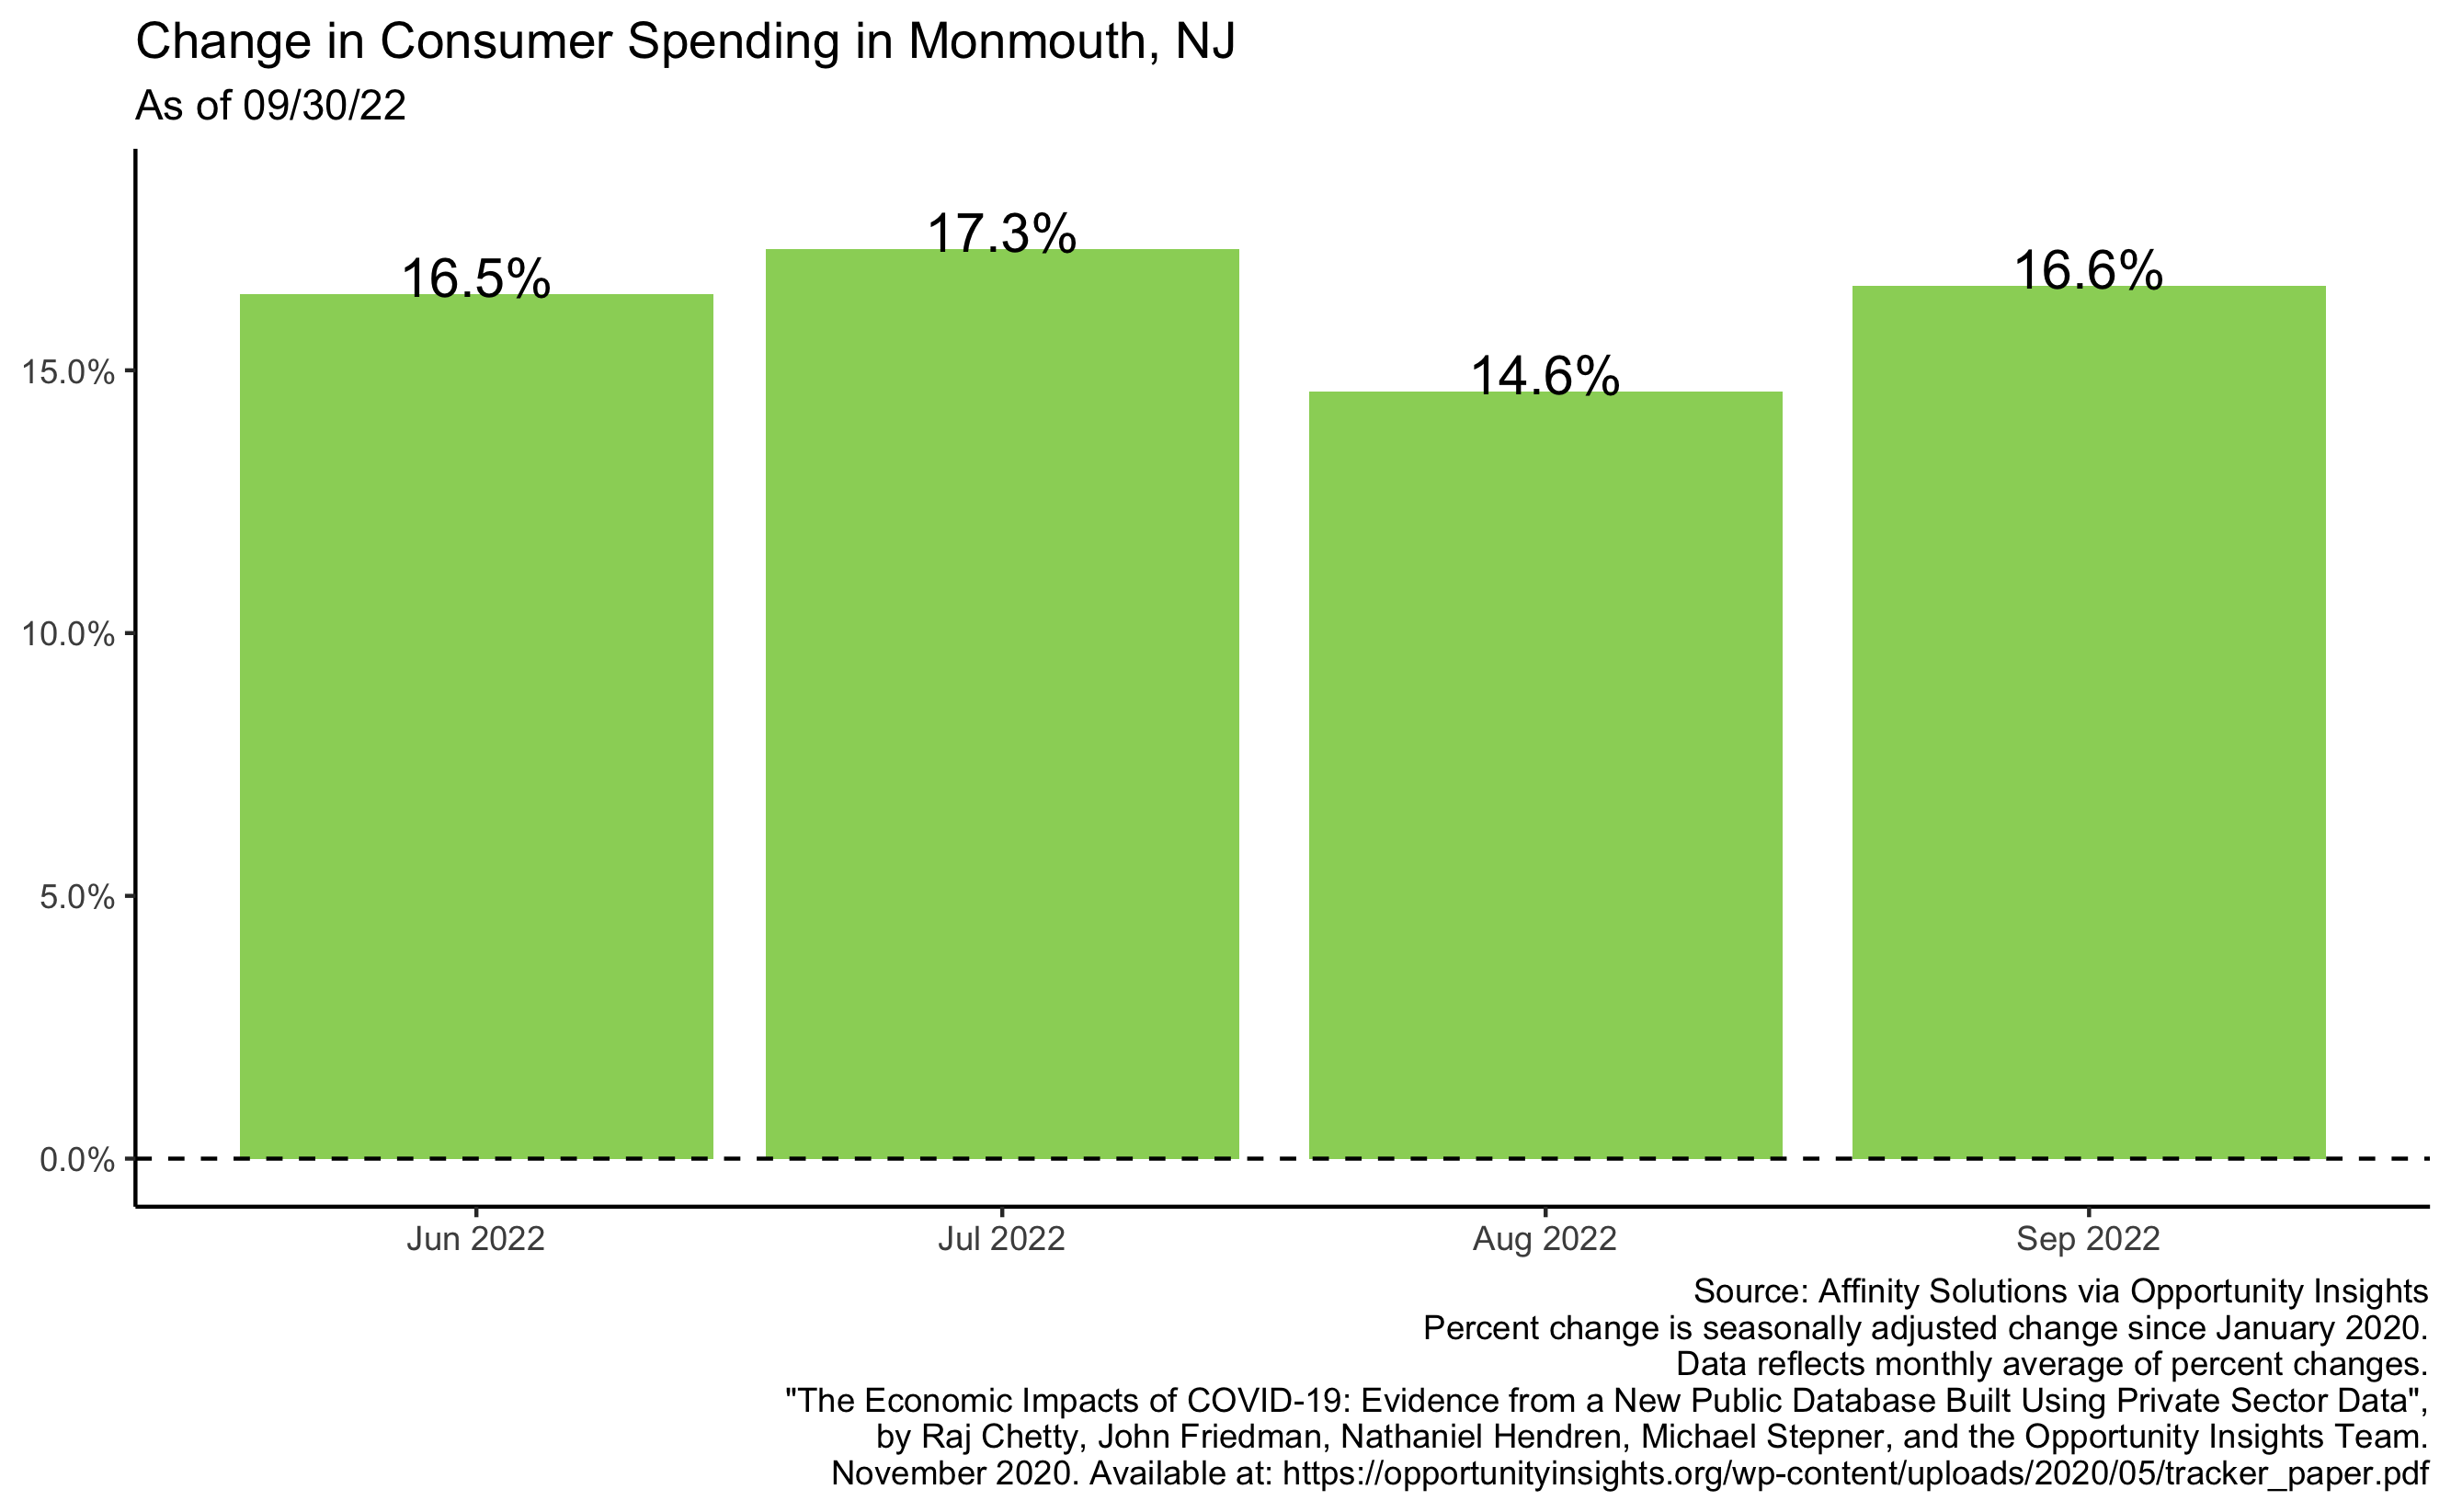 Change in Consumer Spending in Monmouth, NJ
As of 09/30/22
16.5%
17.3%
14.6%
16.6%
15.0%
10.0%
5.0%
0.0%
Jun 2022
Jul 2022
Aug 2022
Sep 2022
Source: Affinity Solutions via Opportunity Insights
Percent change is seasonally adjusted change since January 2020.
Data reflects monthly average of percent changes.
"The Economic Impacts of COVID-19: Evidence from a New Public Database Built Using Private Sector Data",
by Raj Chetty, John Friedman, Nathaniel Hendren, Michael Stepner, and the Opportunity Insights Team.
November 2020. Available at: https://opportunityinsights.org/wp-content/uploads/2020/05/tracker_paper.pdf